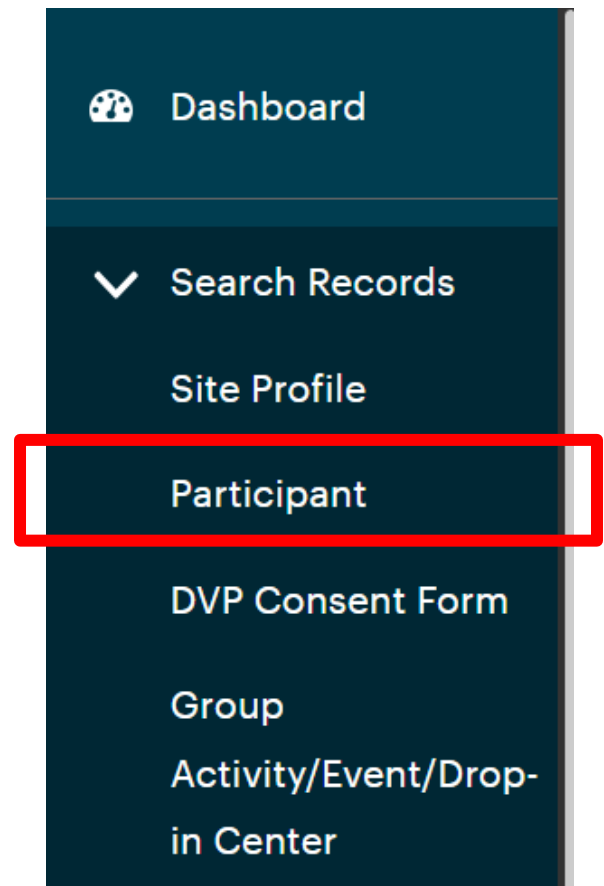 Dashboard
Search Records
Site Profile
Participant
DVP Consent Form
Group
Activity/Event/Drop-
in Center